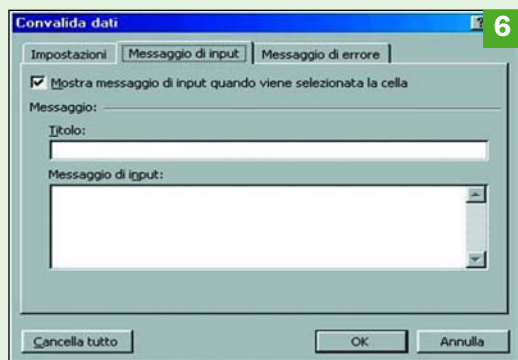 Convalida dati
?
6
Impostazioni Messaggio di input Messaggio di errore
Mostra messaggio di input quando viene selezionata la cella
Messaggio:
Titolo:
Messaggio di input:
Cancella tutto OK Annulla